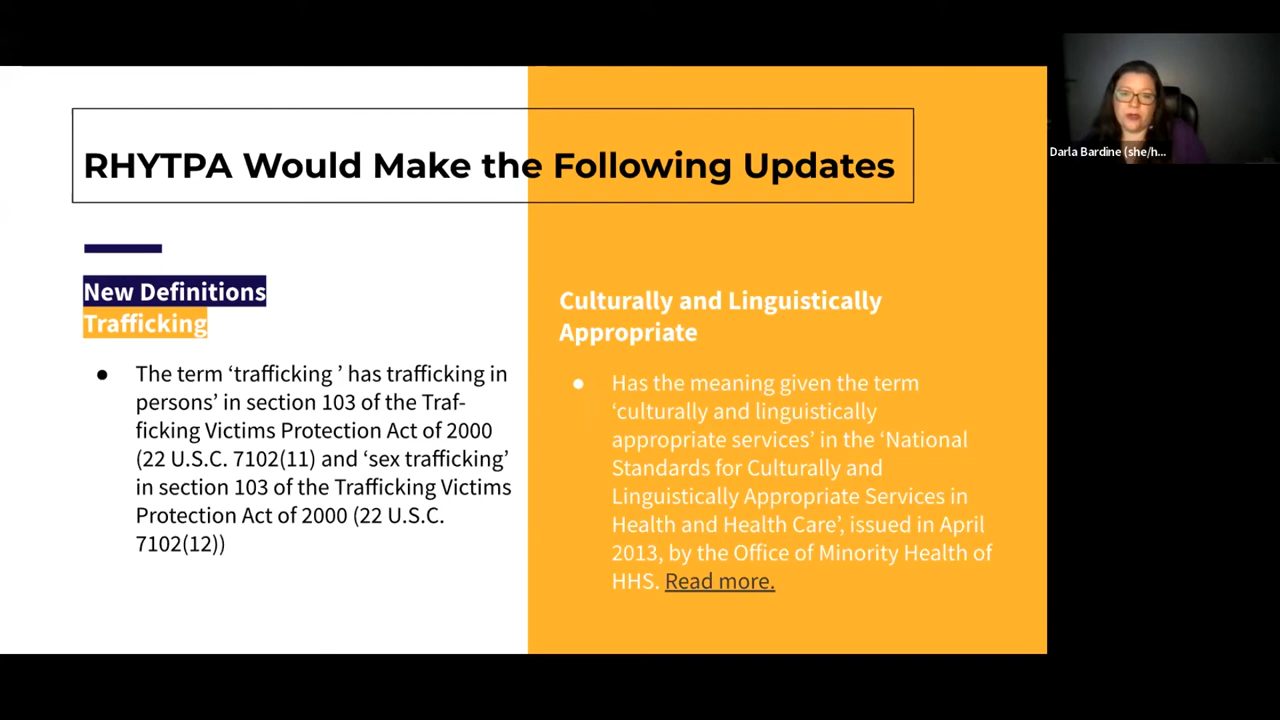 RHYTPA Would Make the Following Updates
New Definitions
Trafficking
● The term ‘trafficking ’ has trafficking in
persons’ in section 103 of the Traf-
ficking Victims Protection Act of 2000
(22 U.S.C. 7102(11) and ‘sex trafficking’
in section 103 of the Trafficking Victims
Protection Act of 2000 (22 U.S.C.
7102(12))
Culturally and Linguistically
Appropriate
● Has the meaning given the term
‘culturally and linguistically
appropriate services’ in the ‘National
Standards for Culturally and
Linguistically Appropriate Services in
Health and Health Care’, issued in April
2013, by the Office of Minority Health of
HHS. Read more.
Darla Bardine (she/h...